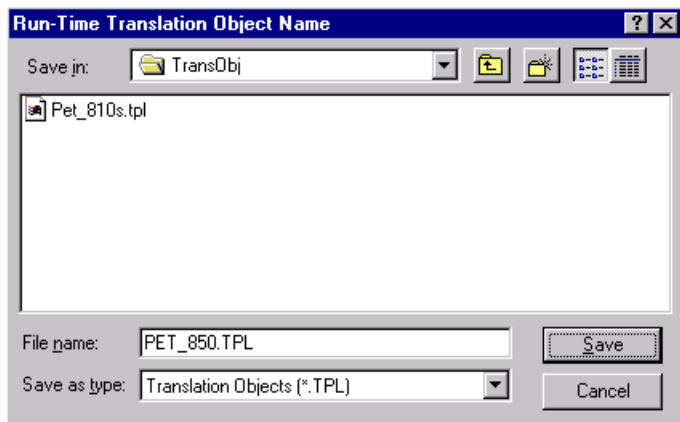 Run-Time Translation Object Name
Save in: TransObj
Pet_810s.tpl
File name: PET_850.TPL Save
Save as type: Translation Objects (*.TPL) Cancel